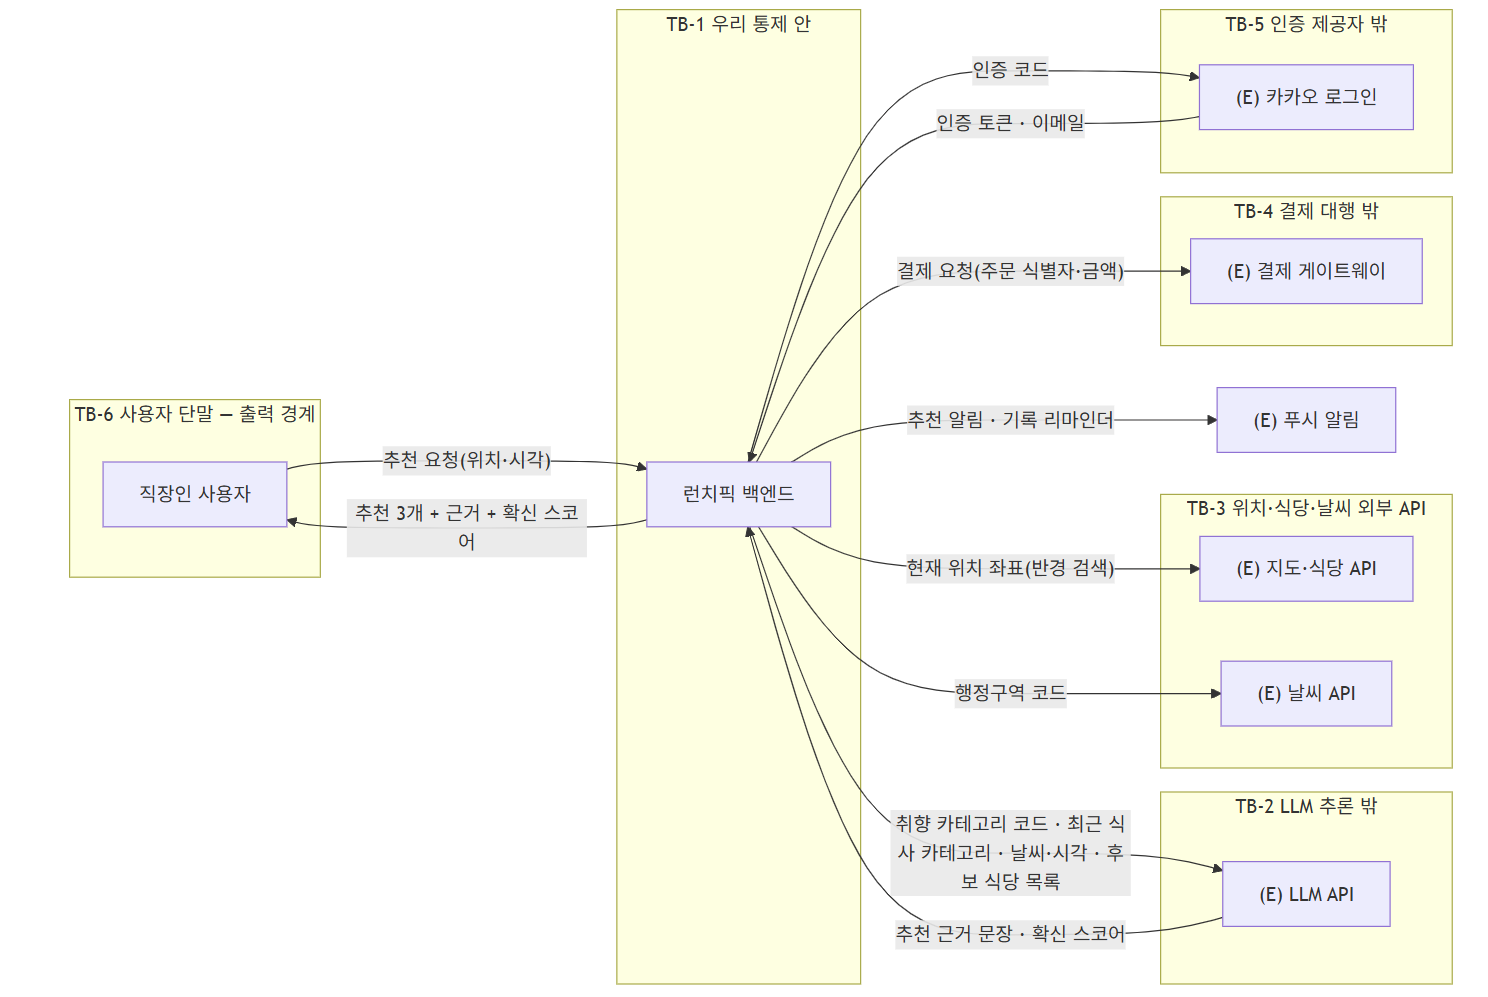 TB-1 우리 통제 안
TB-5 인증 제공자 밖
인증 코드
(E) 카카오 로그인
인증 토큰 · 이메일
TB-4 결제 대행 밖
결제 요청(주문 식별자·금액)
(E) 결제 게이트웨이
TB-6 사용자 단말 – 출력 경계
추천 알림 · 기록 리마인더
(E) 푸시 알림
추천 요청(위치·시각)
직장인 사용자
런치픽 백엔드
추천 3개 + 근거 + 확신 스코
어
TB-3 위치·식당·날씨 외부 API
현재 위치 좌표(반경 검색)
(E) 지도·식당 API
행정구역 코드
(E) 날씨 API
TB-2 LLM 추론 밖
취향 카테고리 코드 · 최근 식
사 카테고리 · 날씨·시각 · 후
보 식당 목록
(E) LLM API
추천 근거 문장 · 확신 스코어